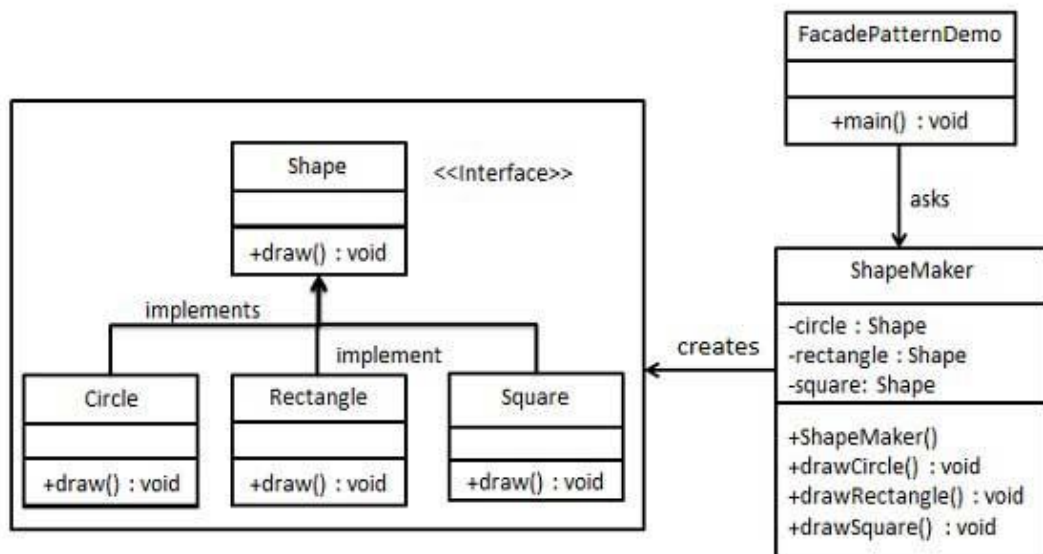 FacadePatternDemo
+main() : void
asks
Shape
<<Interface>>
+draw() : void
implements
implement
Circle
+draw() : void
Rectangle
+draw() : void
Square
+draw() : void
creates
ShapeMaker
-circle : Shape
-rectangle : Shape
-square: Shape
+ShapeMaker()
+drawCircle() : void
+drawRectangle() : void
+drawSquare() : void